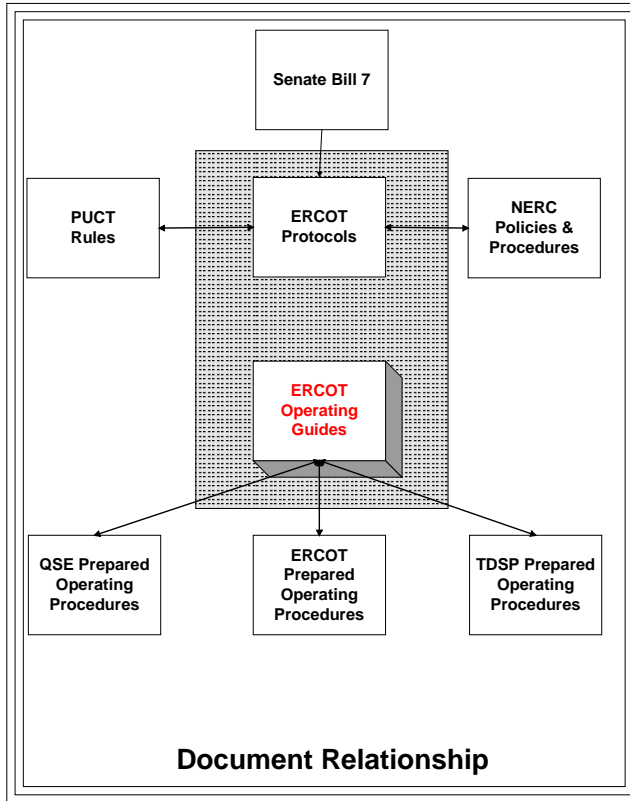 Senate Bill 7
PUCT
Rules
ERCOT
Protocols
NERC
Policies &
Procedures
ERCOT
Operating
Guides
QSE Prepared
Operating
Procedures
ERCOT
Prepared
Operating
Procedures
TDSP Prepared
Operating
Procedures
Document Relationship